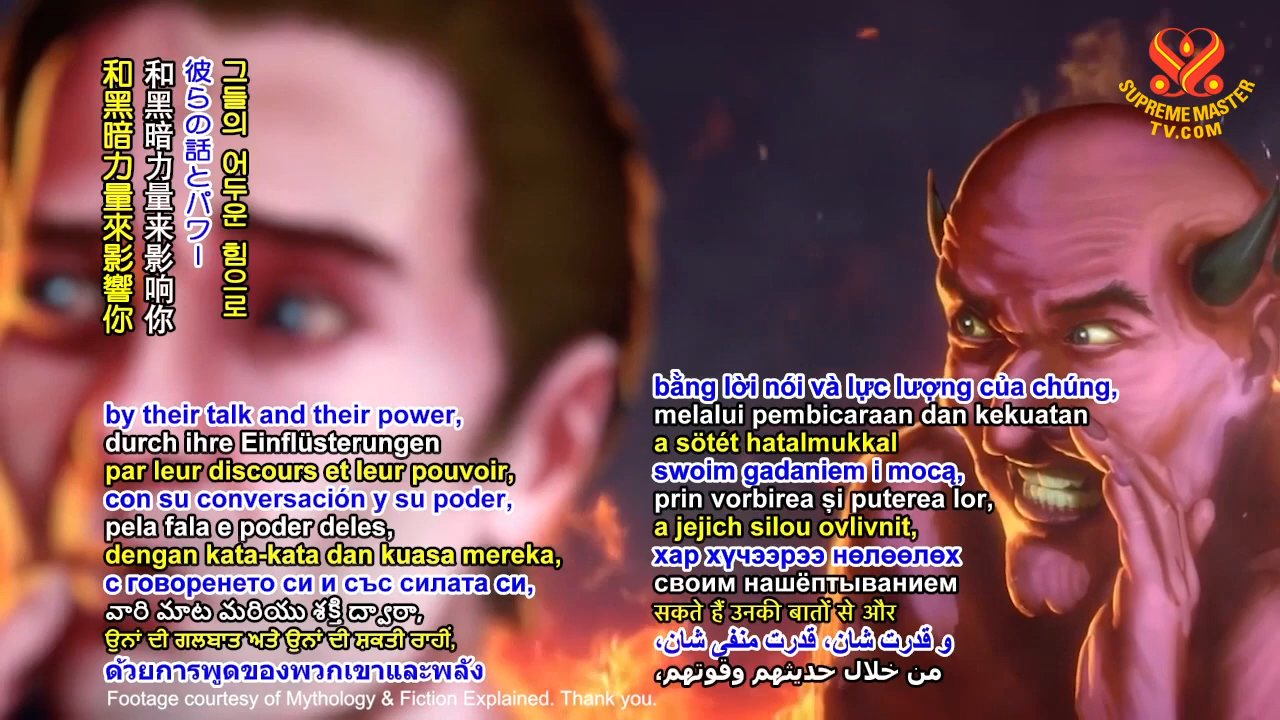 SUPREME MASTER
TV.COM
그들의 어두운 힘으로
彼らの話とパワー
和黑暗力量来影响你
和黑暗力量來影響你
by their talk and their power,
durch ihre Einflüsterungen
par leur discours et leur pouvoir,
con su conversación y su poder,
pela fala e poder deles,
dengan kata-kata dan kuasa mereka,
с говоренето си и със силата си,
వారి మాట మరియు శక్తి ద్వారా,
ਉਨਾਂ ਦੀ ਗਲਬਾਤ ਅਤੇ ਉਨਾਂ ਦੀ ਸ਼ਕਤੀ ਰਾਹੀਂ,
ด้วยการพูดของพวกเขาและพลัง
bằng lời nói và lực lượng của chúng,
melalui pembicaraan dan kekuatan
a sötét hatalmukkal
swoim gadaniem i mocą,
prin vorbirea și puterea lor,
a jejich silou ovlivnit,
хар хүчээрээ нөлөөлөх
своим нашёптыванием
सकते हैं उनकी बातों से और
و قدرت شان، قدرت منفی شان،
من خلال حديثهم وقوتهم،
Footage courtesy of Mythology & Fiction Explained. Thank you.